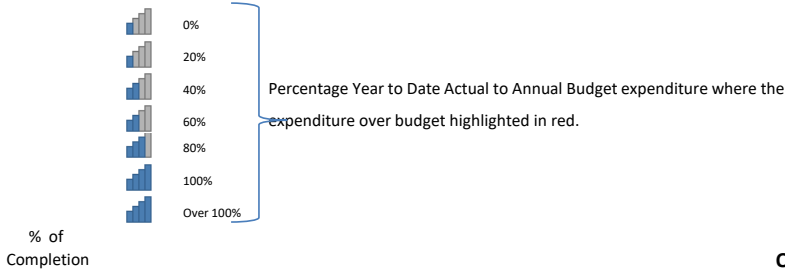 0%
20%
40%
60%
80%
100%
Over 100%
Percentage Year to Date Actual to Annual Budget expenditure where the
expenditure over budget highlighted in red.
% of
Completion